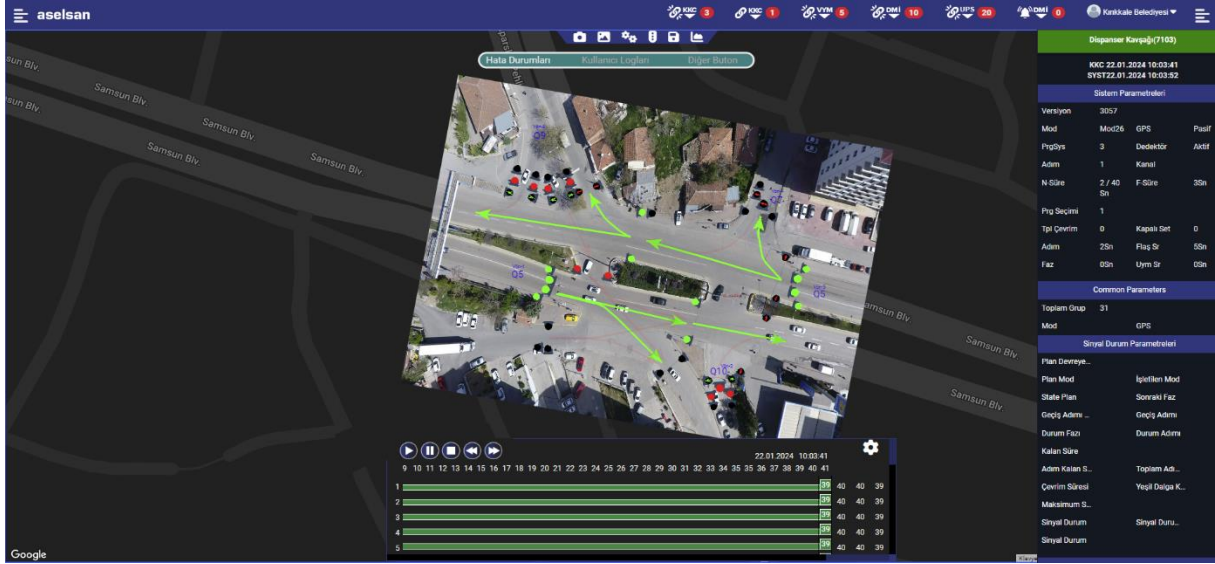 aselsan
KKC 3
KKC 1
VYM 5
DMİ 10
UPS 20
DMİ 0
Kırıkkale Belediyesi
Hata Durumları Kullanıcı Logları Diğer Buton
Samsun Blv.
Samsun Blv.
Samsun Blv.
Samsun Blv.
Samsun Blv.
Samsun Blv.
Samsun Blv
Samsun Blv.
Q9
Q5
Q5
Q10
Dispanser Kavşağı(7103)
KKC 22.01.2024 10:03:41
SYST22.01.2024 10:03:52
Sistem Parametreleri
Versiyon 3057
Mod Mod26 GPS Pasif
PrgSys 3 Dedektör Aktif
Adım 1 Kanal
N-Süre 2 / 40 Sn F-Süre 3Sn
Prg Seçimi 1
Tpl Çevrim 0 Kapalı Set 0
Adım 2Sn Flaş Sr 5Sn
Faz 0Sn Uym Sr 0Sn
Common Parameters
Toplam Grup 31
Mod GPS
Sinyal Durum Parametreleri
Plan Devreye...
Plan Mod İşletilen Mod
State Plan Sonraki Faz
Geçiş Adımı ... Geçiş Adımı
Durum Fazı Durum Adımı
Kalan Süre
Adım Kalan S... Toplam Adı...
Çevrim Süresi Yeşil Dalga K...
Maksimum S...
Sinyal Durum Sinyal Duru...
Sinyal Durum
22.01.2024 10:03:41
9 10 11 12 13 14 15 16 17 18 19 20 21 22 23 24 25 26 27 28 29 30 31 32 33 34 35 36 37 38 39 40 41
1 39 40 40 39
2 39 40 40 39
3 39 40 40 39
4 39 40 40 39
5 39 40 40 39
Google